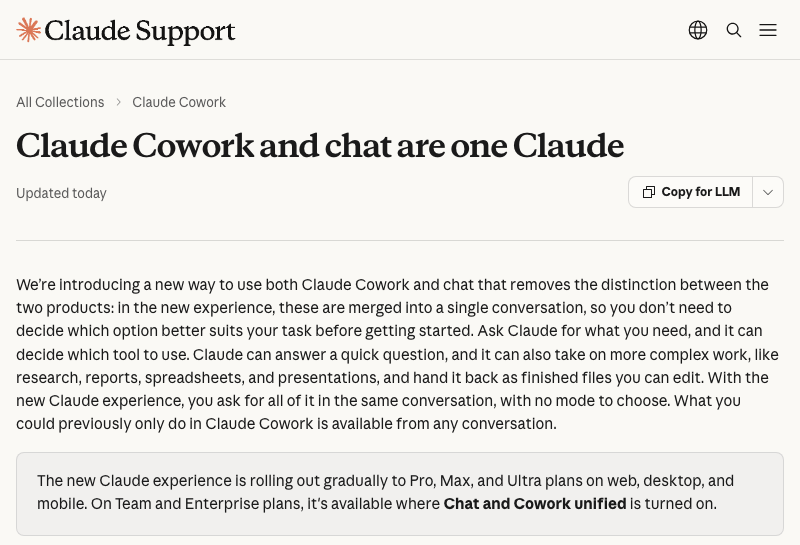 Claude Support
All Collections
Claude Cowork
Claude Cowork and chat are one Claude
Updated today
Copy for LLM
We’re introducing a new way to use both Claude Cowork and chat that removes the distinction between the
two products: in the new experience, these are merged into a single conversation, so you don’t need to
decide which option better suits your task before getting started. Ask Claude for what you need, and it can
decide which tool to use. Claude can answer a quick question, and it can also take on more complex work, like
research, reports, spreadsheets, and presentations, and hand it back as finished files you can edit. With the
new Claude experience, you ask for all of it in the same conversation, with no mode to choose. What you
could previously only do in Claude Cowork is available from any conversation.
The new Claude experience is rolling out gradually to Pro, Max, and Ultra plans on web, desktop, and
mobile. On Team and Enterprise plans, it’s available where Chat and Cowork unified is turned on.